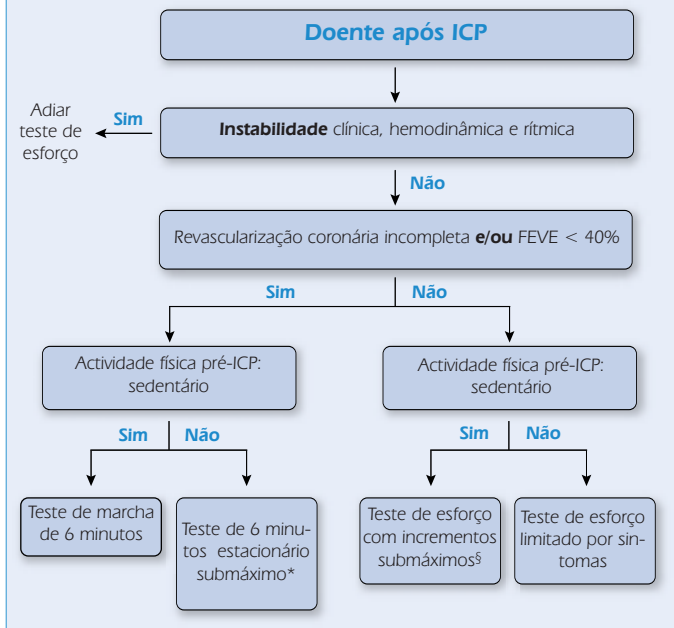 Doente após ICP
Adiar
teste de
esforço
Sim
Instabilidade clínica, hemodinâmica e rítmica
Não
Revascularização coronária incompleta e/ou FEVE < 40%
Sim
Não
Actividade física pré-ICP:
sedentário
Actividade física pré-ICP:
sedentário
Sim
Não
Sim
Não
Teste de marcha
de 6 minutos
Teste de 6 minu-
tos estacionário
submáximo*
Teste de esforço
com incrementos
submáximos§
Teste de esforço
limitado por sin-
tomas